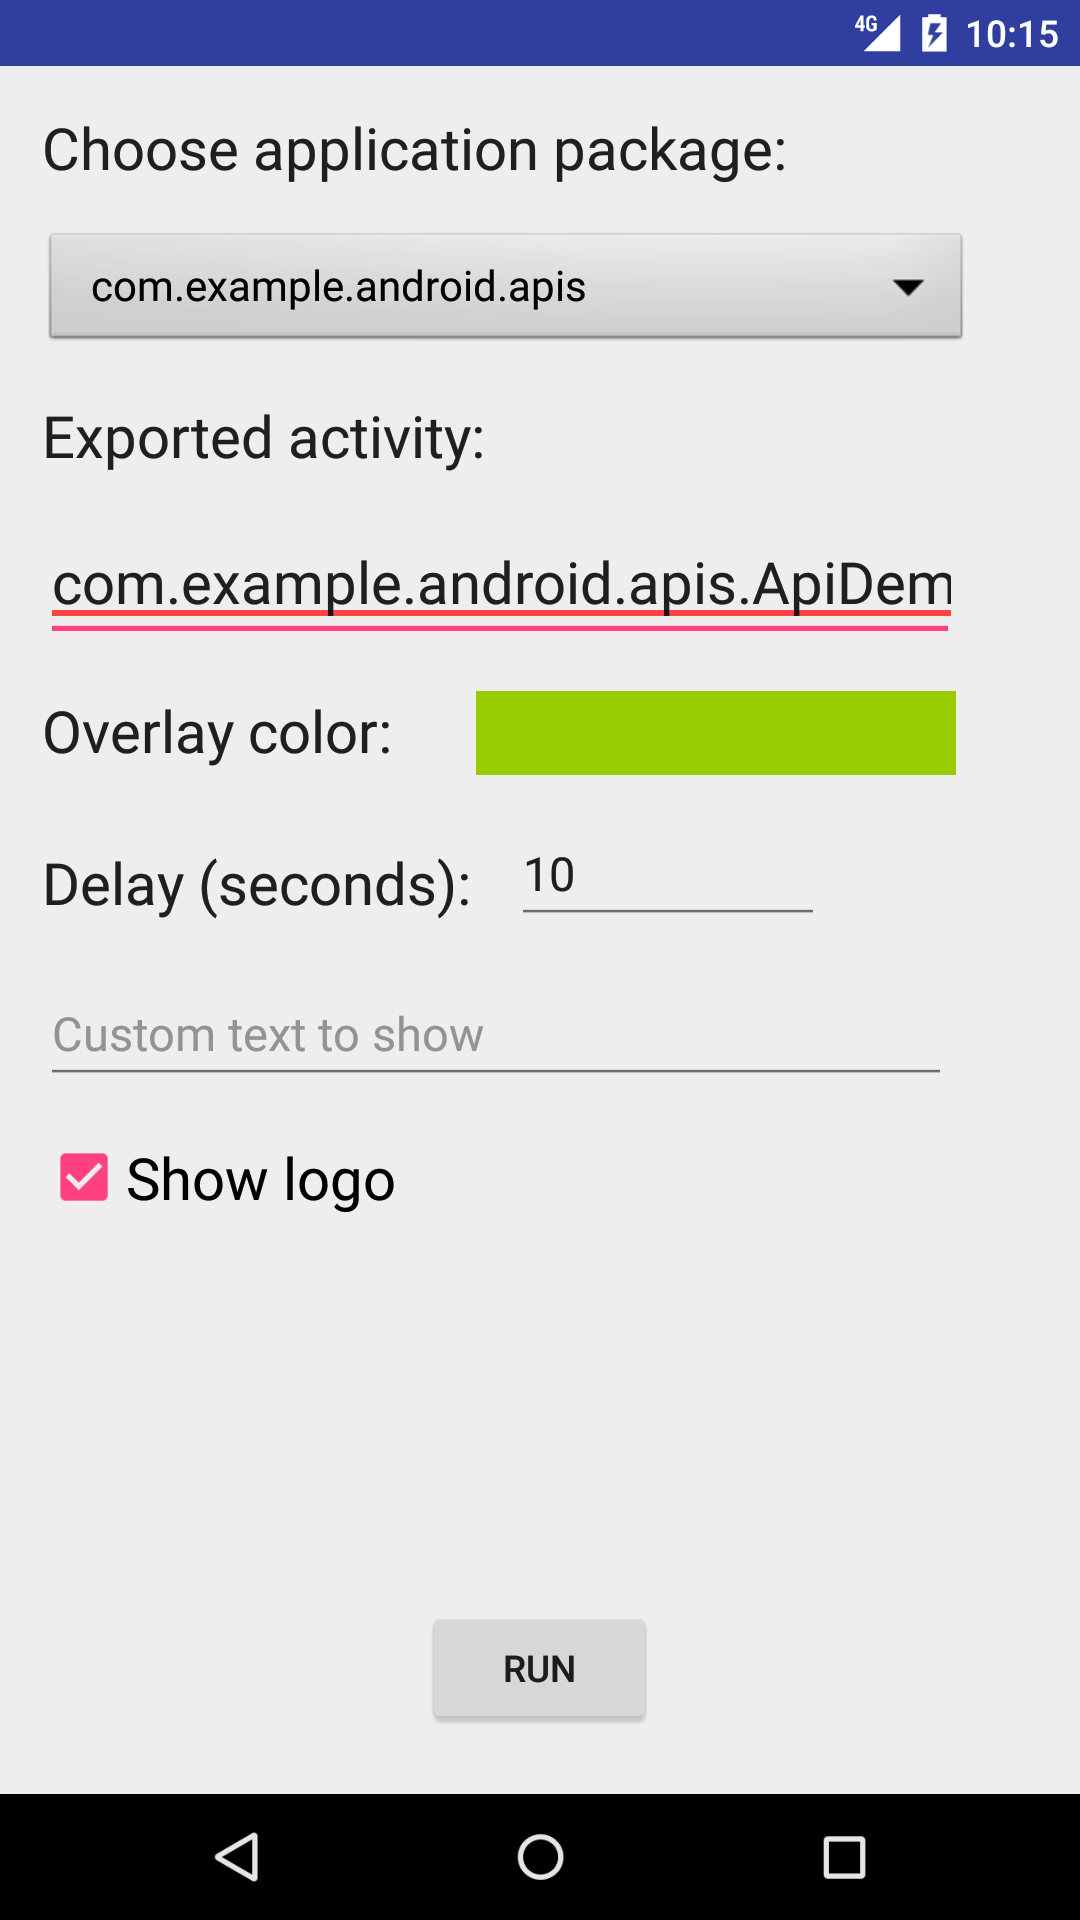 4G 10:15
Choose application package:
com.example.android.apis
Exported activity:
com.example.android.apis.ApiDem
Overlay color:
Delay (seconds): 10
Custom text to show
Show logo
RUN